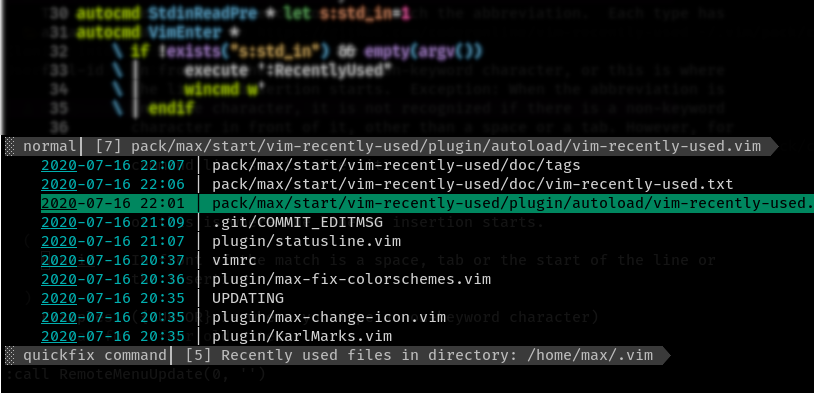 30 autocmd StdinReadPre * let s:std_in=1
31 autocmd VimEnter *
32 \ if !exists("s:std_in") && empty(argv())
33 \ | execute ':RecentlyUsed"
34 \ | wincmd w'
35 \ | endif
36
normal│ [7] pack/max/start/vim-recently-used/plugin/autoload/vim-recently-used.vim
2020-07-16 22:07 │ pack/max/start/vim-recently-used/doc/tags
2020-07-16 22:06 │ pack/max/start/vim-recently-used/doc/vim-recently-used.txt
2020-07-16 22:01 │ pack/max/start/vim-recently-used/plugin/autoload/vim-recently-used.
2020-07-16 21:09 │ .git/COMMIT_EDITMSG
2020-07-16 21:07 │ plugin/statusline.vim
2020-07-16 20:37 │ vimrc
2020-07-16 20:36 │ plugin/max-fix-colorschemes.vim
2020-07-16 20:35 │ UPDATING
2020-07-16 20:35 │ plugin/max-change-icon.vim
2020-07-16 20:35 │ plugin/KarlMarks.vim
quickfix command│ [5] Recently used files in directory: /home/max/.vim
:call RemoteMenuUpdate(0, '')